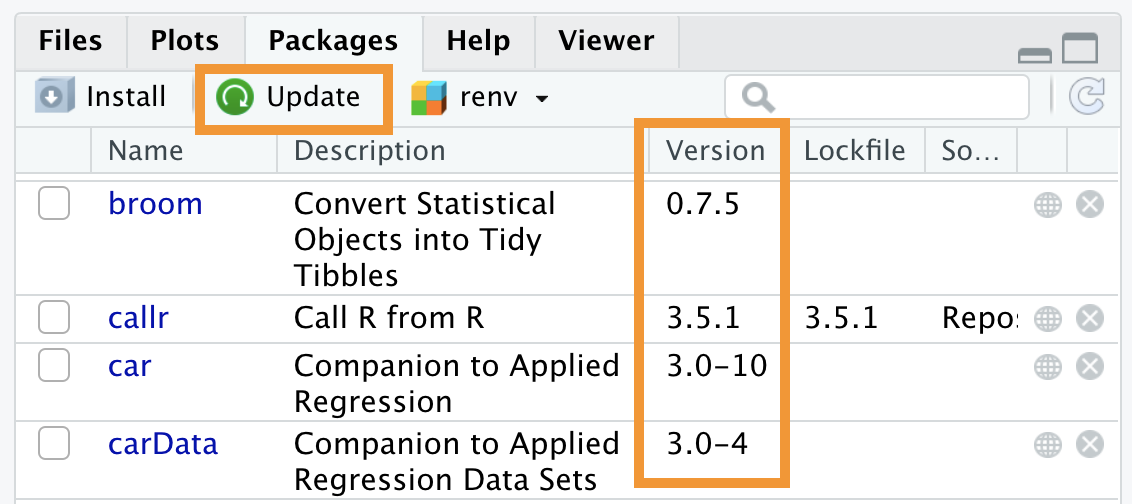 Files Plots Packages Help Viewer
Install Update renv
Name Description Version Lockfile So...
broom Convert Statistical 0.7.5
Objects into Tidy
Tibbles
callr Call R from R 3.5.1 3.5.1 Repos
car Companion to Applied 3.0-10
Regression
carData Companion to Applied 3.0-4
Regression Data Sets